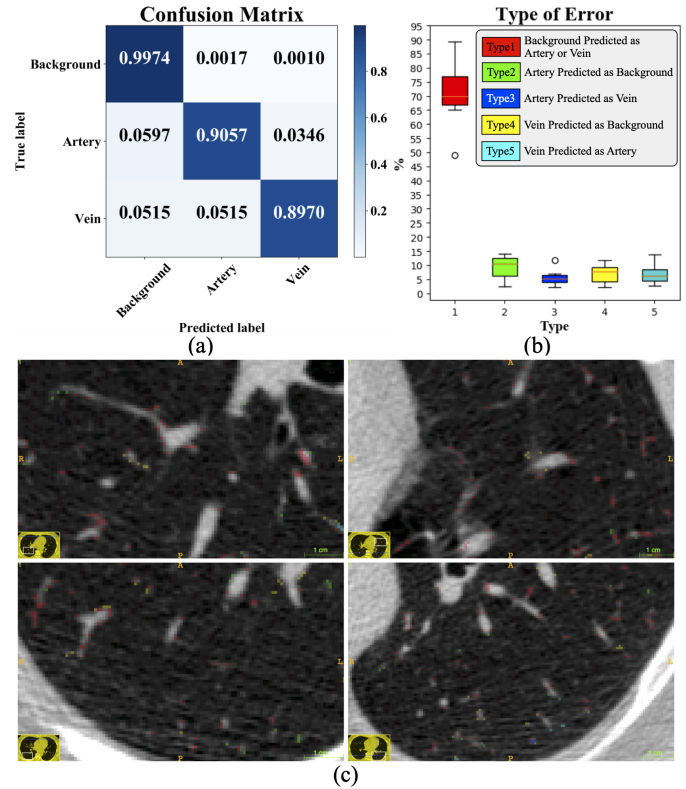 Confusion Matrix
Background
0.9974
0.0017
0.0010
Artery
0.0597
0.9057
0.0346
Vein
0.0515
0.0515
0.8970
Background
Artery
Vein
True label
Predicted label
0.8
0.6
0.4
0.2
(a)
Type of Error
95
90
85
80
75
70
65
60
55
50
45
40
35
30
25
20
15
10
5
0
%
Type1 Background Predicted as
Artery or Vein
Type2 Artery Predicted as Background
Type3 Artery Predicted as Vein
Type4 Vein Predicted as Background
Type5 Vein Predicted as Artery
1
2
3
4
5
Type
(b)
A
R
L
P
1 cm
A
L
P
1 cm
A
L
P
1 cm
A
L
P
(c)